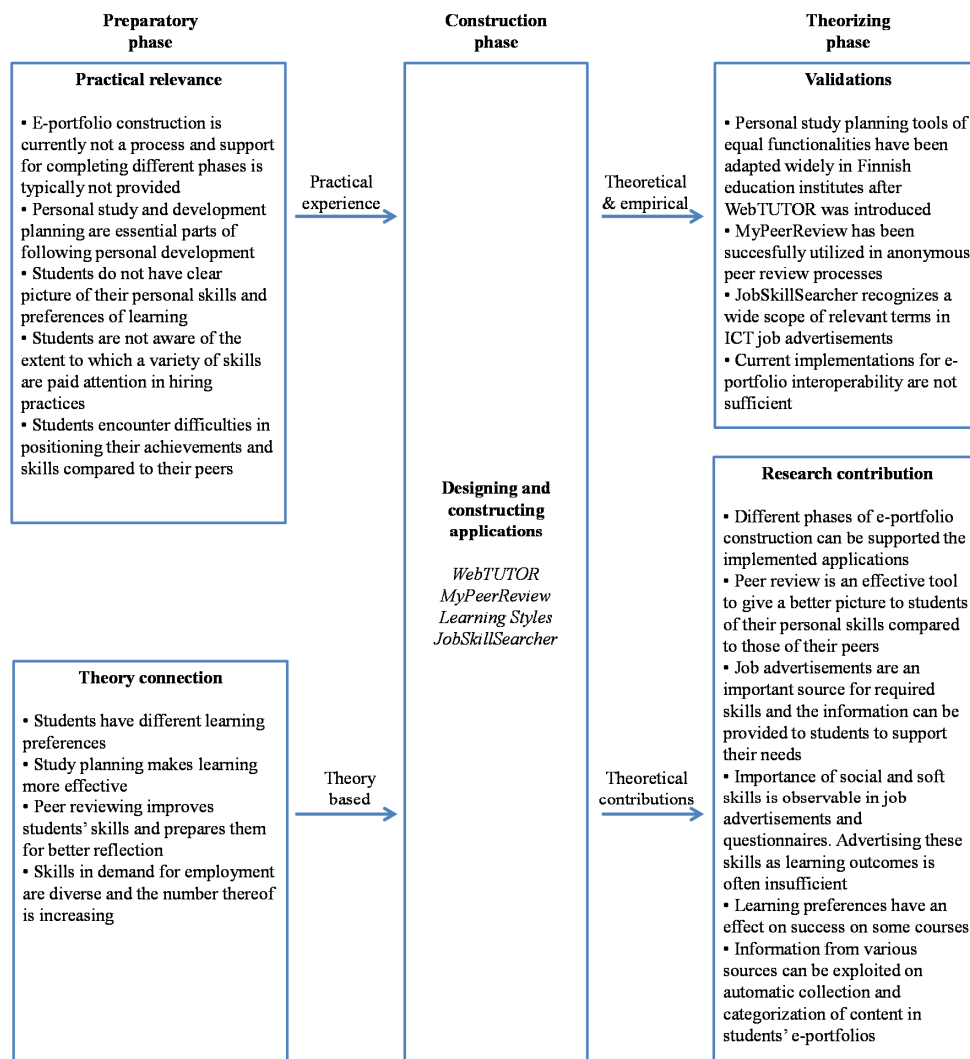 Preparatory
phase
Practical relevance
▪ E-portfolio construction is
currently not a process and support
for completing different phases is
typically not provided
▪ Personal study and development
planning are essential parts of
following personal development
▪ Students do not have clear
picture of their personal skills and
preferences of learning
▪ Students are not aware of the
extent to which a variety of skills
are paid attention in hiring
practices
▪ Students encounter difficulties in
positioning their achievements and
skills compared to their peers
Theory connection
▪ Students have different learning
preferences
▪ Study planning makes learning
more effective
▪ Peer reviewing improves
students’ skills and prepares them
for better reflection
▪ Skills in demand for employment
are diverse and the number thereof
is increasing
Practical
experience
Theory
based
Construction
phase
Designing and
constructing
applications
WebTUTOR
MyPeerReview
Learning Styles
JobSkillSearcher
Theoretical
& empirical
Theoretical
contributions
Theorizing
phase
Validations
▪ Personal study planning tools of
equal functionalities have been
adapted widely in Finnish
education institutes after
WebTUTOR was introduced
▪ MyPeerReview has been
succesfully utilized in anonymous
peer review processes
▪ JobSkillSearcher recognizes a
wide scope of relevant terms in
ICT job advertisements
▪ Current implementations for e-
portfolio interoperability are not
sufficient
Research contribution
▪ Different phases of e-portfolio
construction can be supported the
implemented applications
▪ Peer review is an effective tool
to give a better picture to students
of their personal skills compared
to those of their peers
▪ Job advertisements are an
important source for required
skills and the information can be
provided to students to support
their needs
▪ Importance of social and soft
skills is observable in job
advertisements and
questionnaires. Advertising these
skills as learning outcomes is
often insufficient
▪ Learning preferences have an
effect on success on some courses
▪ Information from various
sources can be exploited on
automatic collection and
categorization of content in
students’ e-portfolios